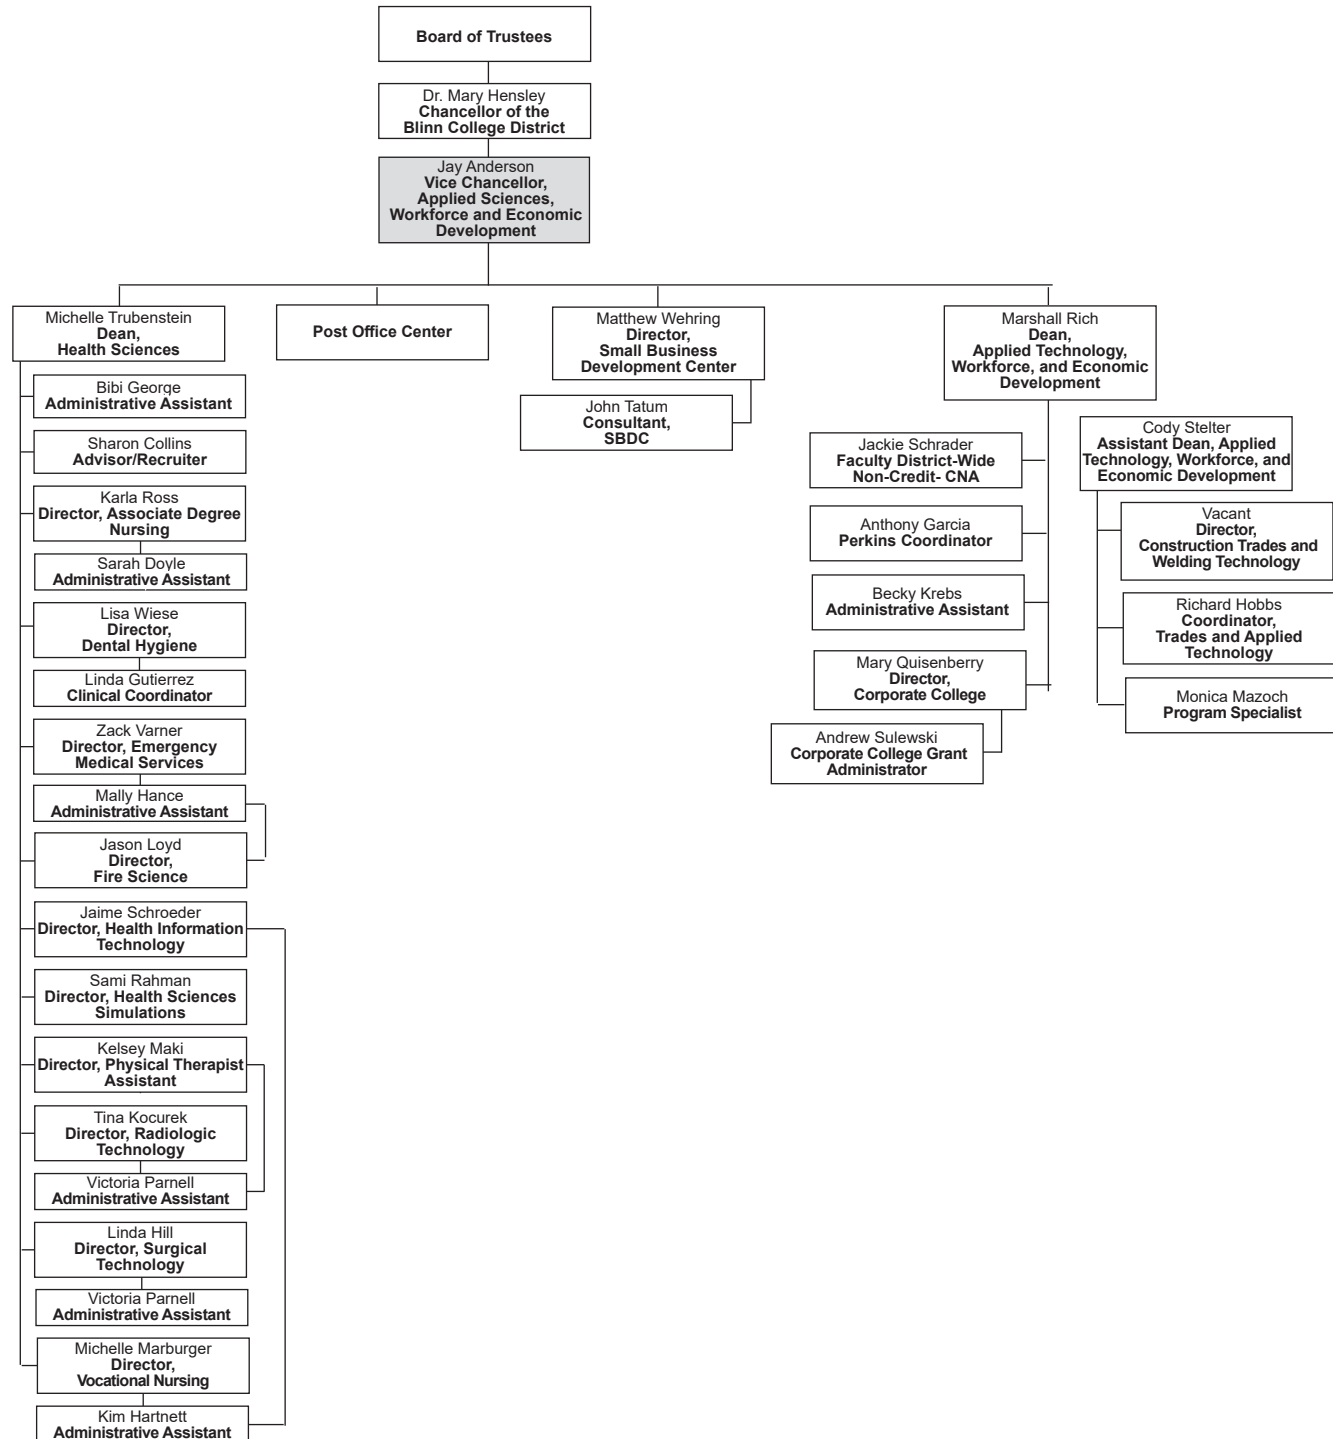 Board of Trustees
Dr. Mary Hensley
Chancellor of the
Blinn College District
Jay Anderson
Vice Chancellor,
Applied Sciences,
Workforce and Economic
Development
Michelle Trubenstein
Dean,
Health Sciences
Bibi George
Administrative Assistant
Sharon Collins
Advisor/Recruiter
Karla Ross
Director, Associate Degree
Nursing
Sarah Doyle
Administrative Assistant
Lisa Wiese
Director,
Dental Hygiene
Linda Gutierrez
Clinical Coordinator
Zack Varner
Director, Emergency
Medical Services
Mally Hance
Administrative Assistant
Jason Loyd
Director,
Fire Science
Jaime Schroeder
Director, Health Information
Technology
Sami Rahman
Director, Health Sciences
Simulations
Kelsey Maki
Director, Physical Therapist
Assistant
Tina Kocurek
Director, Radiologic
Technology
Victoria Parnell
Administrative Assistant
Linda Hill
Director, Surgical
Technology
Victoria Parnell
Administrative Assistant
Michelle Marburger
Director,
Vocational Nursing
Kim Hartnett
Administrative Assistant
Post Office Center
Matthew Wehring
Director,
Small Business
Development Center
John Tatum
Consultant,
SBDC
Marshall Rich
Dean,
Applied Technology,
Workforce, and Economic
Development
Jackie Schrader
Faculty District-Wide
Non-Credit- CNA
Anthony Garcia
Perkins Coordinator
Becky Krebs
Administrative Assistant
Mary Quisenberry
Director,
Corporate College
Andrew Sulewski
Corporate College Grant
Administrator
Cody Stelter
Assistant Dean, Applied
Technology, Workforce, and
Economic Development
Vacant
Director,
Construction Trades and
Welding Technology
Richard Hobbs
Coordinator,
Trades and Applied
Technology
Monica Mazoch
Program Specialist